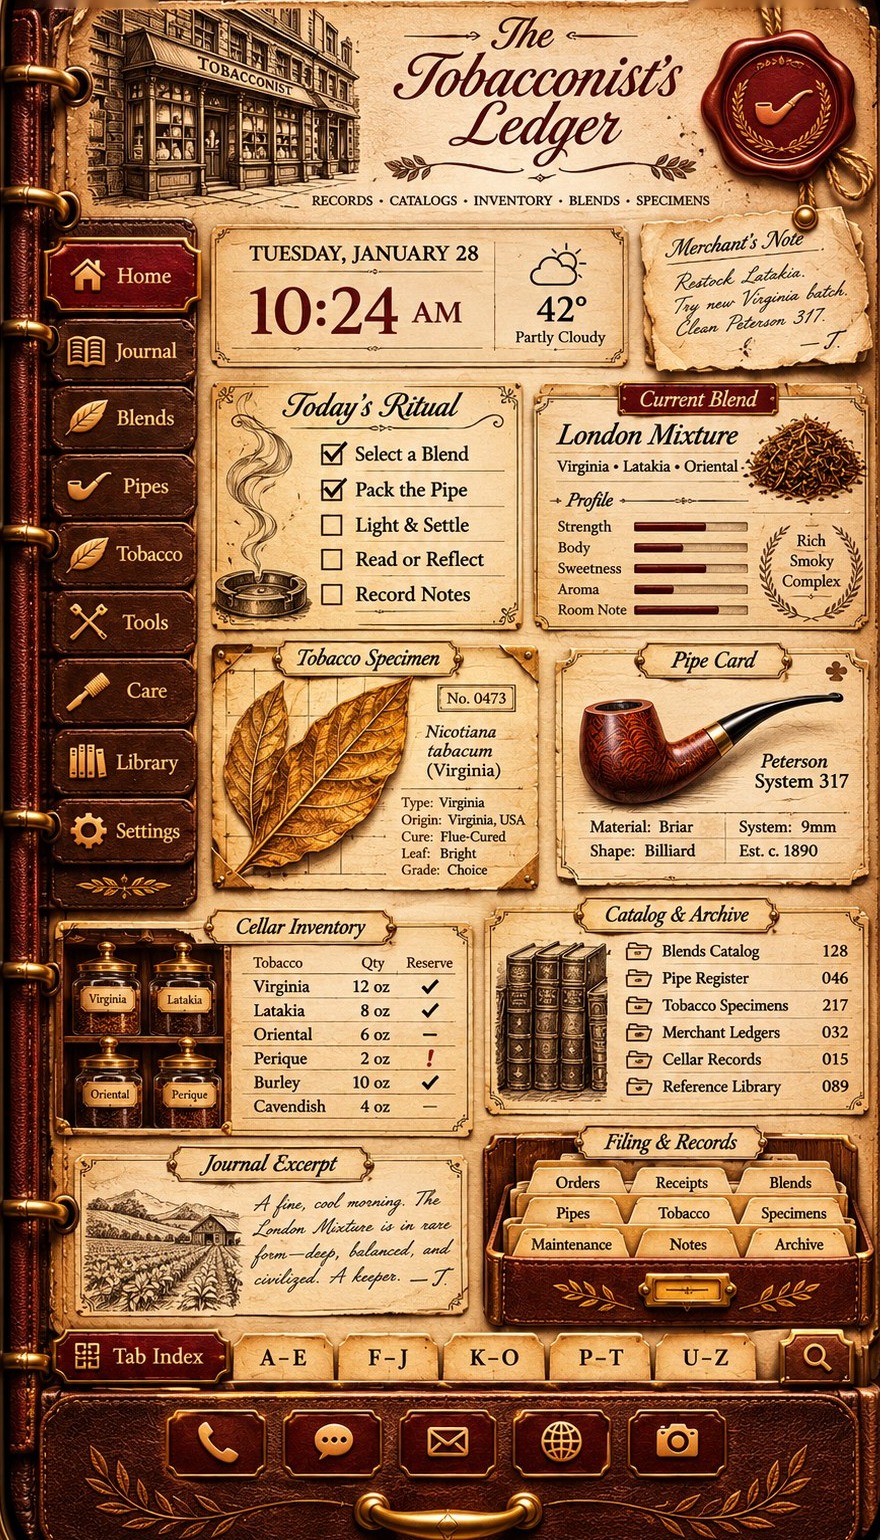 TOBACCONIST
The
Tobacconist's
Ledger
RECORDS • CATALOGS • INVENTORY • BLENDS • SPECIMENS
Home
Journal
Blends
Pipes
Tobacco
Tools
Care
Library
Settings
TUESDAY, JANUARY 28
10:24 AM
42°
Partly Cloudy
Merchant's Note
Restock Latakia.
Try new Virginia batch.
Clean Peterson 317.
— J.
Today's Ritual
Select a Blend
Pack the Pipe
Light & Settle
Read or Reflect
Record Notes
Current Blend
London Mixture
Virginia • Latakia • Oriental
Profile
Strength
Body
Sweetness
Aroma
Room Note
Rich
Smoky
Complex
Tobacco Specimen
No. 0473
Nicotiana
tabacum
(Virginia)
Type: Virginia
Origin: Virginia, USA
Cure: Flue-Cured
Leaf: Bright
Grade: Choice
Pipe Card
Peterson
System 317
Material: Briar
System: 9mm
Shape: Billiard
Est. c. 1890
Cellar Inventory
Virginia
Latakia
Oriental
Perique
Tobacco Qty Reserve
Virginia 12 oz ✓
Latakia 8 oz ✓
Oriental 6 oz —
Perique 2 oz !
Burley 10 oz ✓
Cavendish 4 oz —
Catalog & Archive
Blends Catalog 128
Pipe Register 046
Tobacco Specimens 217
Merchant Ledgers 032
Cellar Records 015
Reference Library 089
Journal Excerpt
A fine, cool morning. The
London Mixture is in rare
form—deep, balanced, and
civilized. A keeper. — J.
Filing & Records
Orders Receipts Blends
Pipes Tobacco Specimens
Maintenance Notes Archive
Tab Index
A–E
F–J
K–O
P–T
U–Z